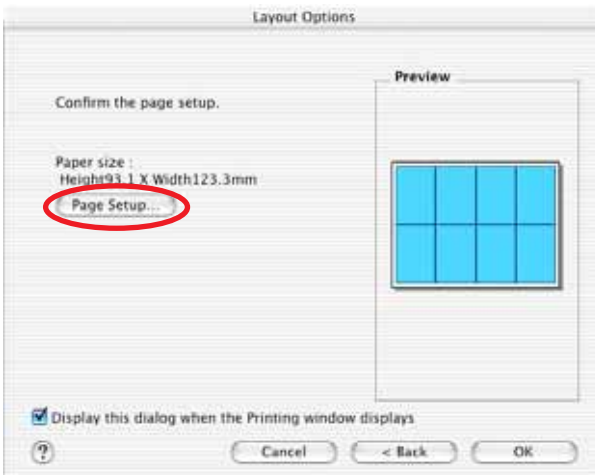 Layout Options
Preview
Confirm the page setup.
Paper size :
Height93.1 X Width123.3mm
Page Setup...
Display this dialog when the Printing window displays
?
Cancel
< Back
OK